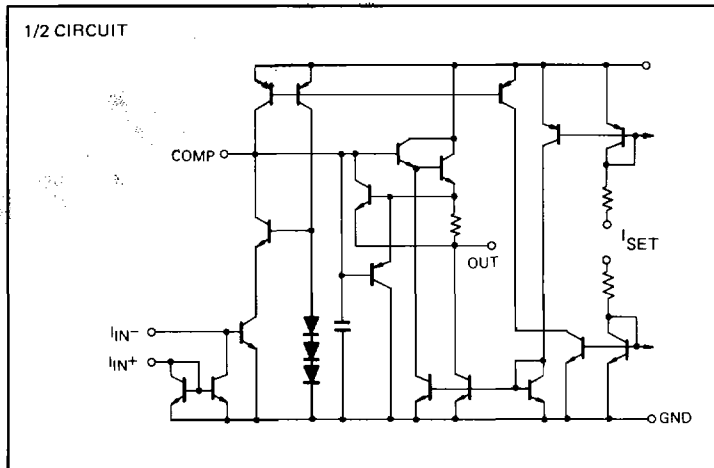 1/2 CIRCUIT
COMP
OUT
ISET
IIN-
IIN+
GND